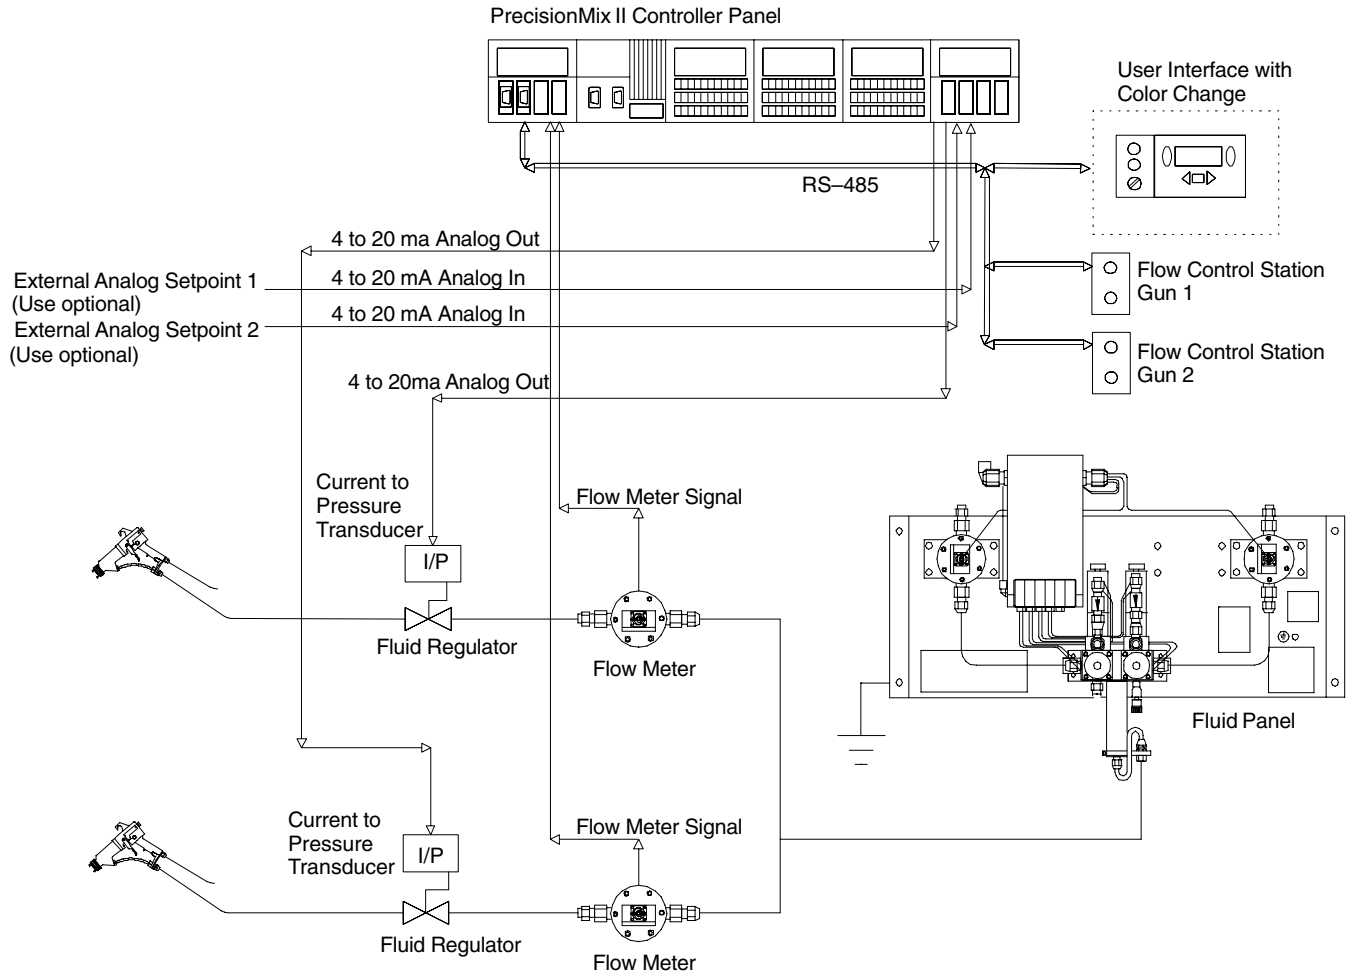 PrecisionMix II Controller Panel
User Interface with
Color Change
RS–485
4 to 20 ma Analog Out
External Analog Setpoint 1
(Use optional)
4 to 20 mA Analog In
External Analog Setpoint 2
(Use optional)
4 to 20 mA Analog In
Flow Control Station
Gun 1
Flow Control Station
Gun 2
4 to 20ma Analog Out
Current to
Pressure
Transducer
I/P
Flow Meter Signal
Fluid Regulator
Flow Meter
Fluid Panel
Current to
Pressure
Transducer
I/P
Flow Meter Signal
Fluid Regulator
Flow Meter